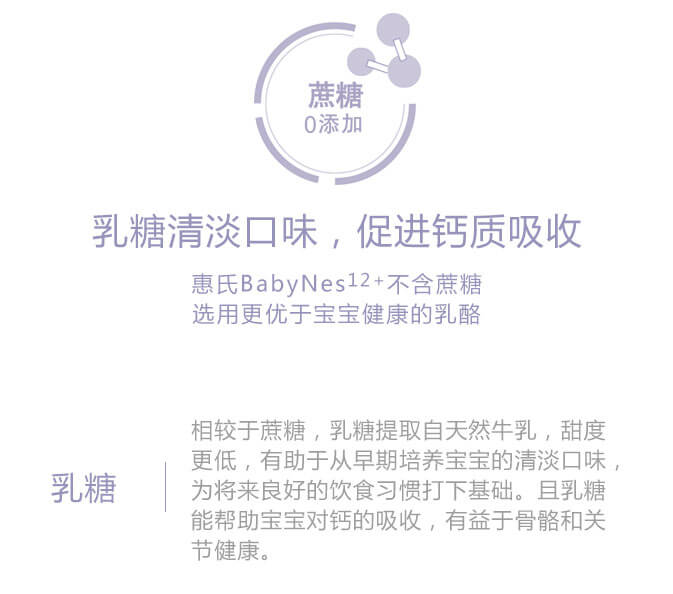 蔗糖
0添加
乳糖清淡口味，促进钙质吸收
惠氏BabyNes12+不含蔗糖
选用更优于宝宝健康的乳酪
乳糖
相较于蔗糖，乳糖提取自天然牛乳，甜度
更低，有助于从早期培养宝宝的清淡口味，
为将来良好的饮食习惯打下基础。且乳糖
能帮助宝宝对钙的吸收，有益于骨骼和关
节健康。